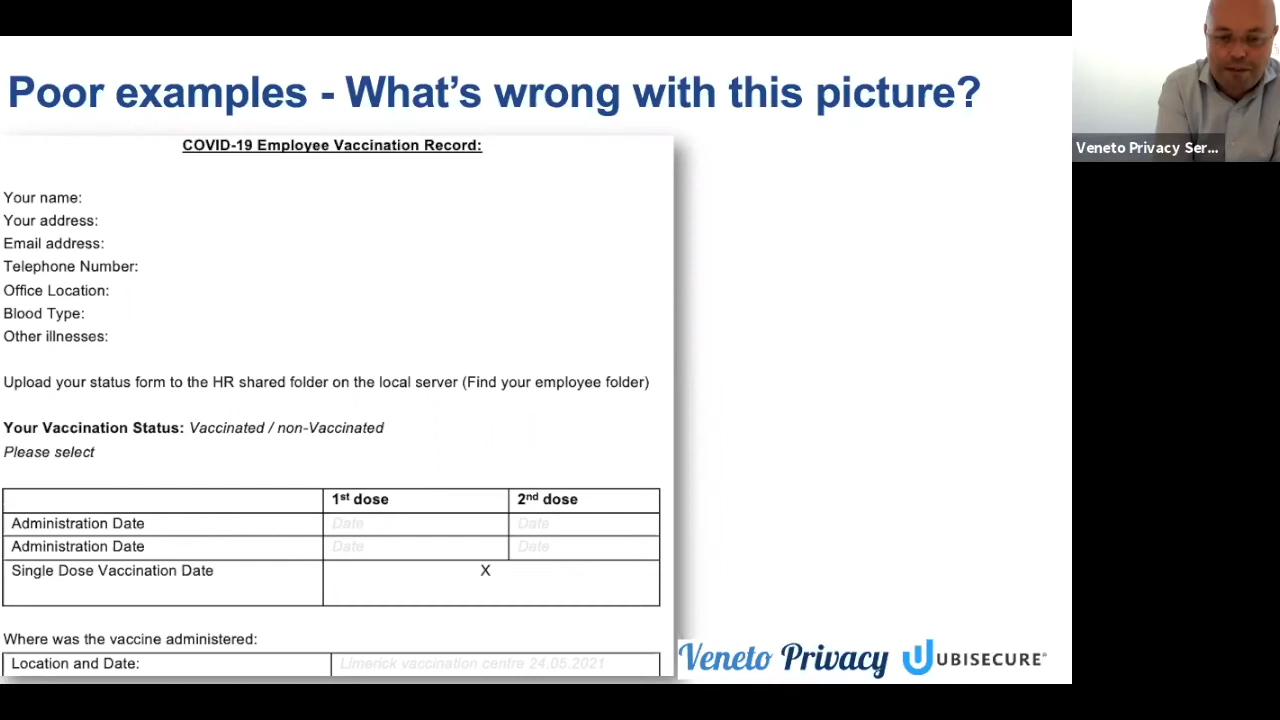 Poor examples - What's wrong with this picture?
COVID-19 Employee Vaccination Record:
Your name:
Your address:
Email address:
Telephone Number:
Office Location:
Blood Type:
Other illnesses:
Upload your status form to the HR shared folder on the local server (Find your employee folder)
Your Vaccination Status: Vaccinated / non-Vaccinated
Please select
1st dose 2nd dose
Administration Date Date Date
Administration Date Date Date
Single Dose Vaccination Date X
Where was the vaccine administered:
Location and Date: Limerick vaccination centre 24.05.2021
Veneto Privacy UBISECURE®
Veneto Privacy Ser...